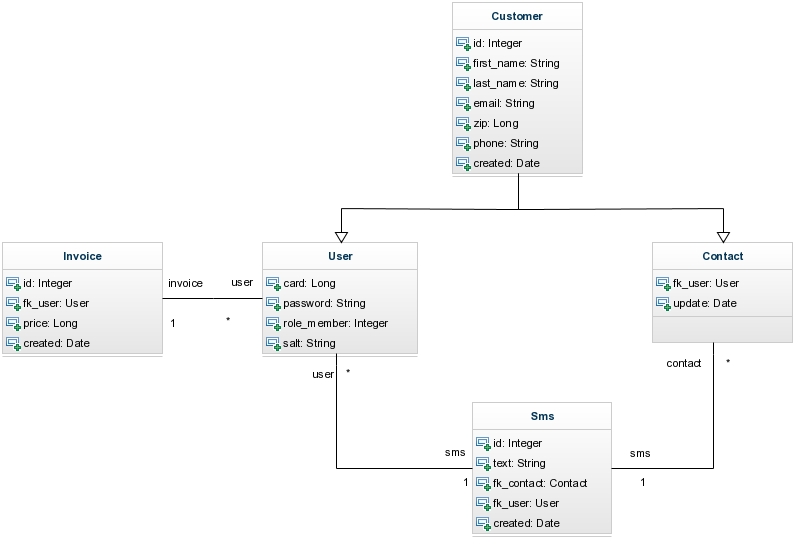 Customer
id: Integer
first_name: String
last_name: String
email: String
zip: Long
phone: String
created: Date
Invoice
id: Integer
fk_user: User
price: Long
created: Date
invoice
user
1
*
User
card: Long
password: String
role_member: Integer
salt: String
Contact
fk_user: User
update: Date
user
*
contact
*
sms
1
sms
1
Sms
id: Integer
text: String
fk_contact: Contact
fk_user: User
created: Date